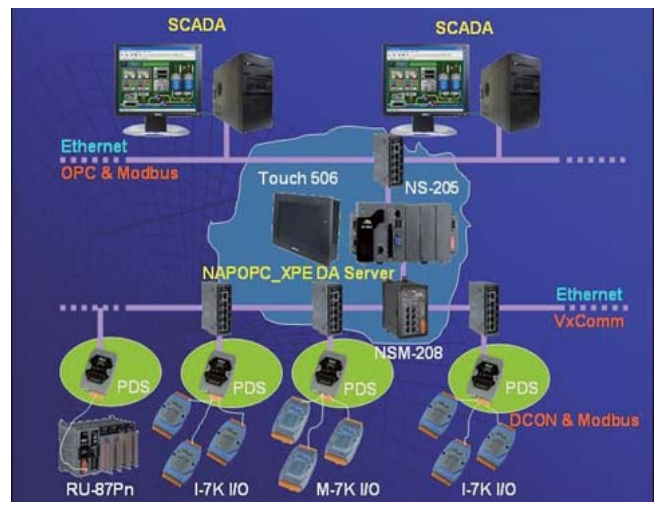 SCADA
SCADA
Ethernet
OPC & Modbus
Touch 506
NS-205
NAPOPC_XPE DA Server
Ethernet
VxComm
NSM-208
PDS
PDS
PDS
PDS
DCON & Modbus
RU-87Pn
I-7K I/O
M-7K I/O
I-7K I/O